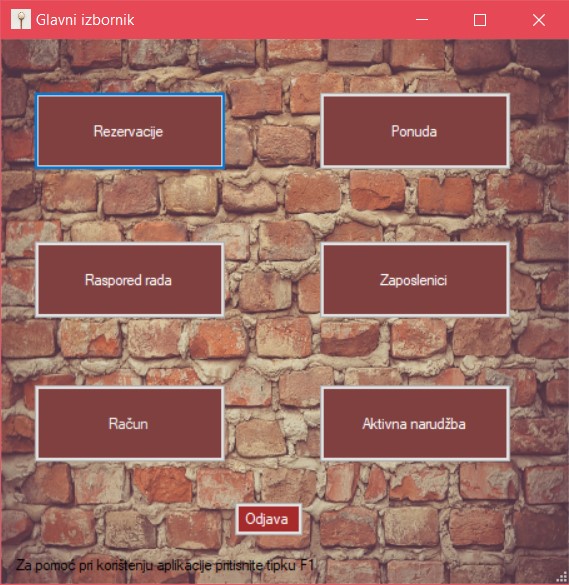 Glavni izbornik
Rezervacije
Ponuda
Raspored rada
Zaposlenici
Račun
Aktivna narudžba
Odjava
Za pomoć pri korištenju aplikacije pritisnite tipku F1